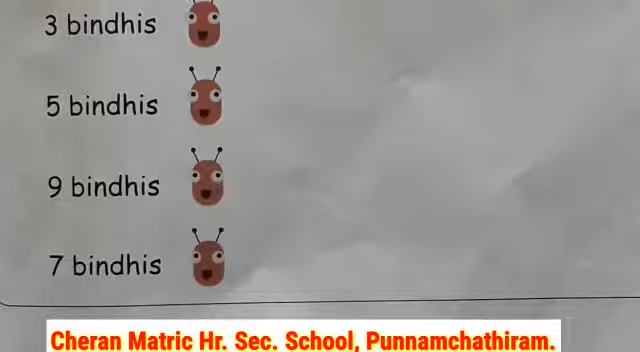 3 bindhis
5 bindhis
9 bindhis
7 bindhis
Cheran Matric Hr. Sec. School, Punnamchathiram.